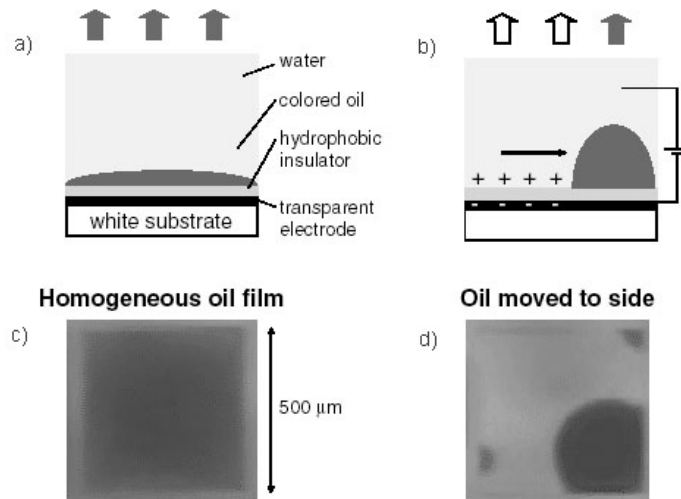 a)
water
colored oil
hydrophobic
insulator
transparent
electrode
white substrate
b)
+ + + +
- - - -
Homogeneous oil film
c)
500 µm
Oil moved to side
d)